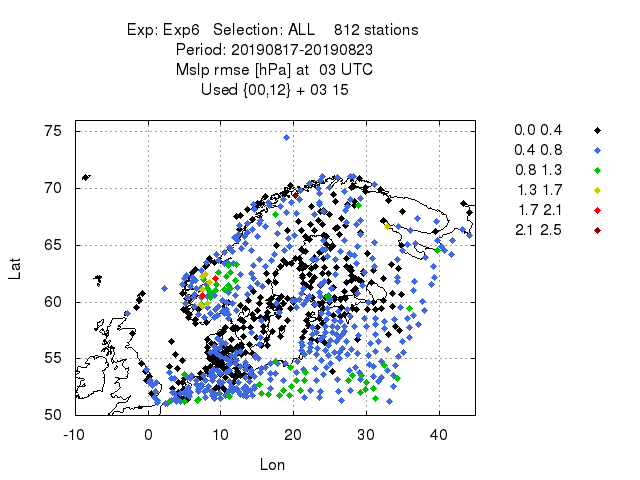 Exp: Exp6   Selection: ALL    812 stations
Period: 20190817-20190823
Mslp rmse [hPa] at  03 UTC
Used {00,12} + 03 15
0.0 0.4
0.4 0.8
0.8 1.3
1.3 1.7
1.7 2.1
2.1 2.5
75
70
65
60
55
50
Lat
-10 0 10 20 30 40
Lon